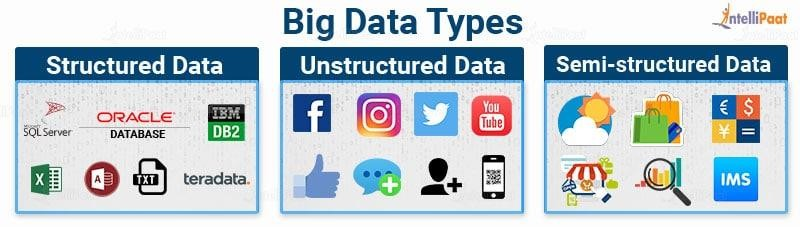 Big Data Types
IntelliPaat
Structured Data
Microsoft
SQL Server
ORACLE
DATABASE
IBM
DB2
X
A
TXT
teradata.
Unstructured Data
f
You
Tube
Semi-structured Data
€ $
¥ =
IMS